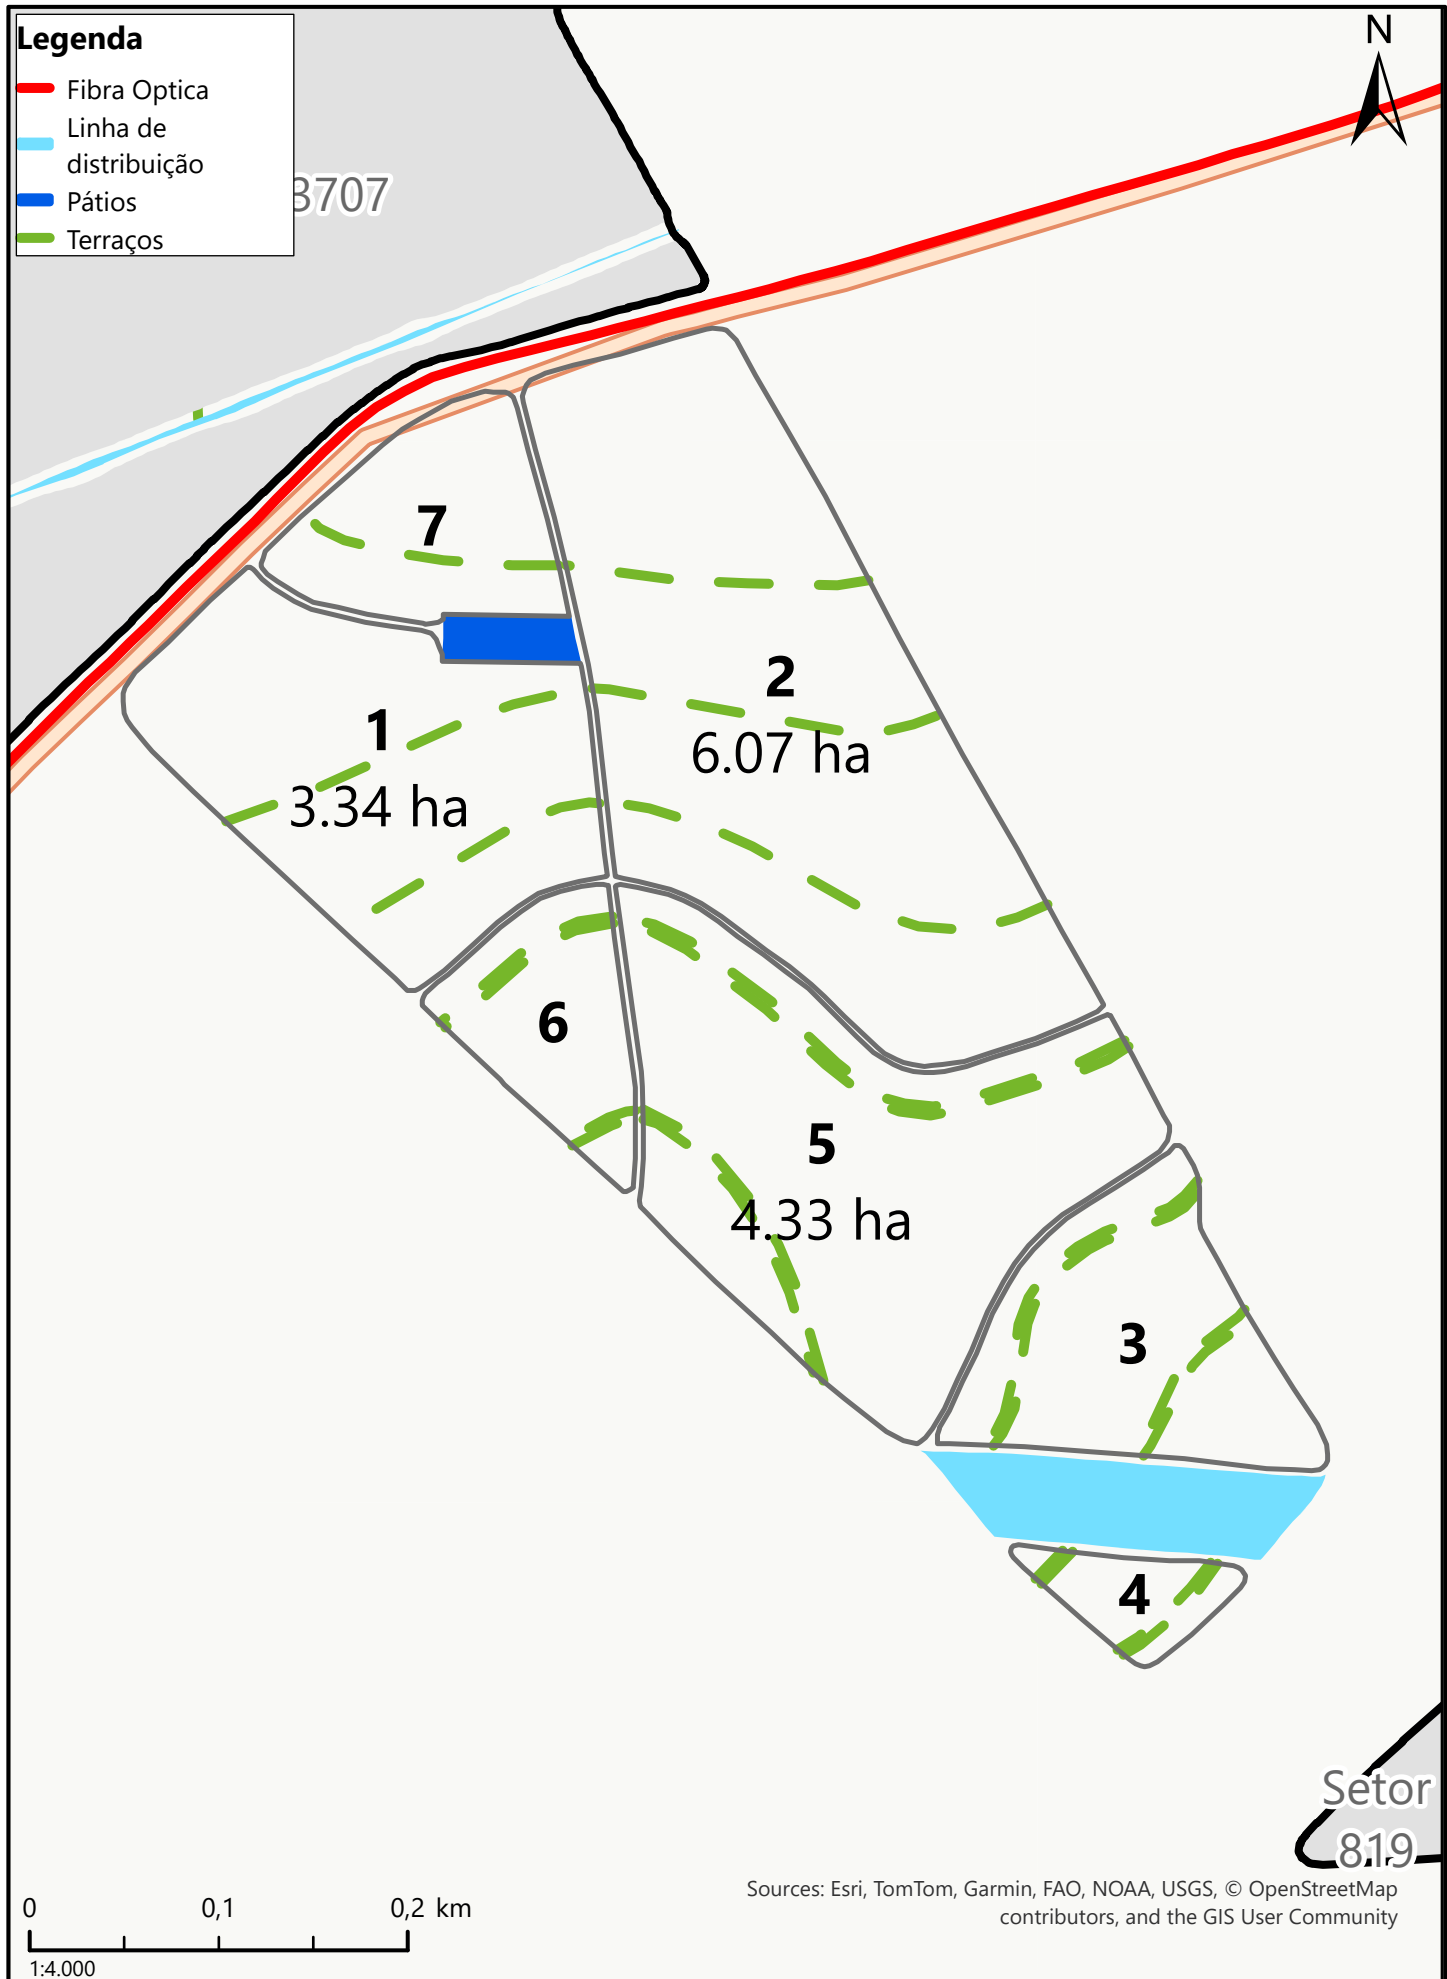 Legenda
Fibra Optica
Linha de
distribuição
Pátios
Terraços
N
3707
7
2
6.07 ha
1
3.34 ha
6
5
4.33 ha
3
4
Setor
819
0 0,1 0,2 km
1:4.000
Sources: Esri, TomTom, Garmin, FAO, NOAA, USGS, © OpenStreetMap
contributors, and the GIS User Community